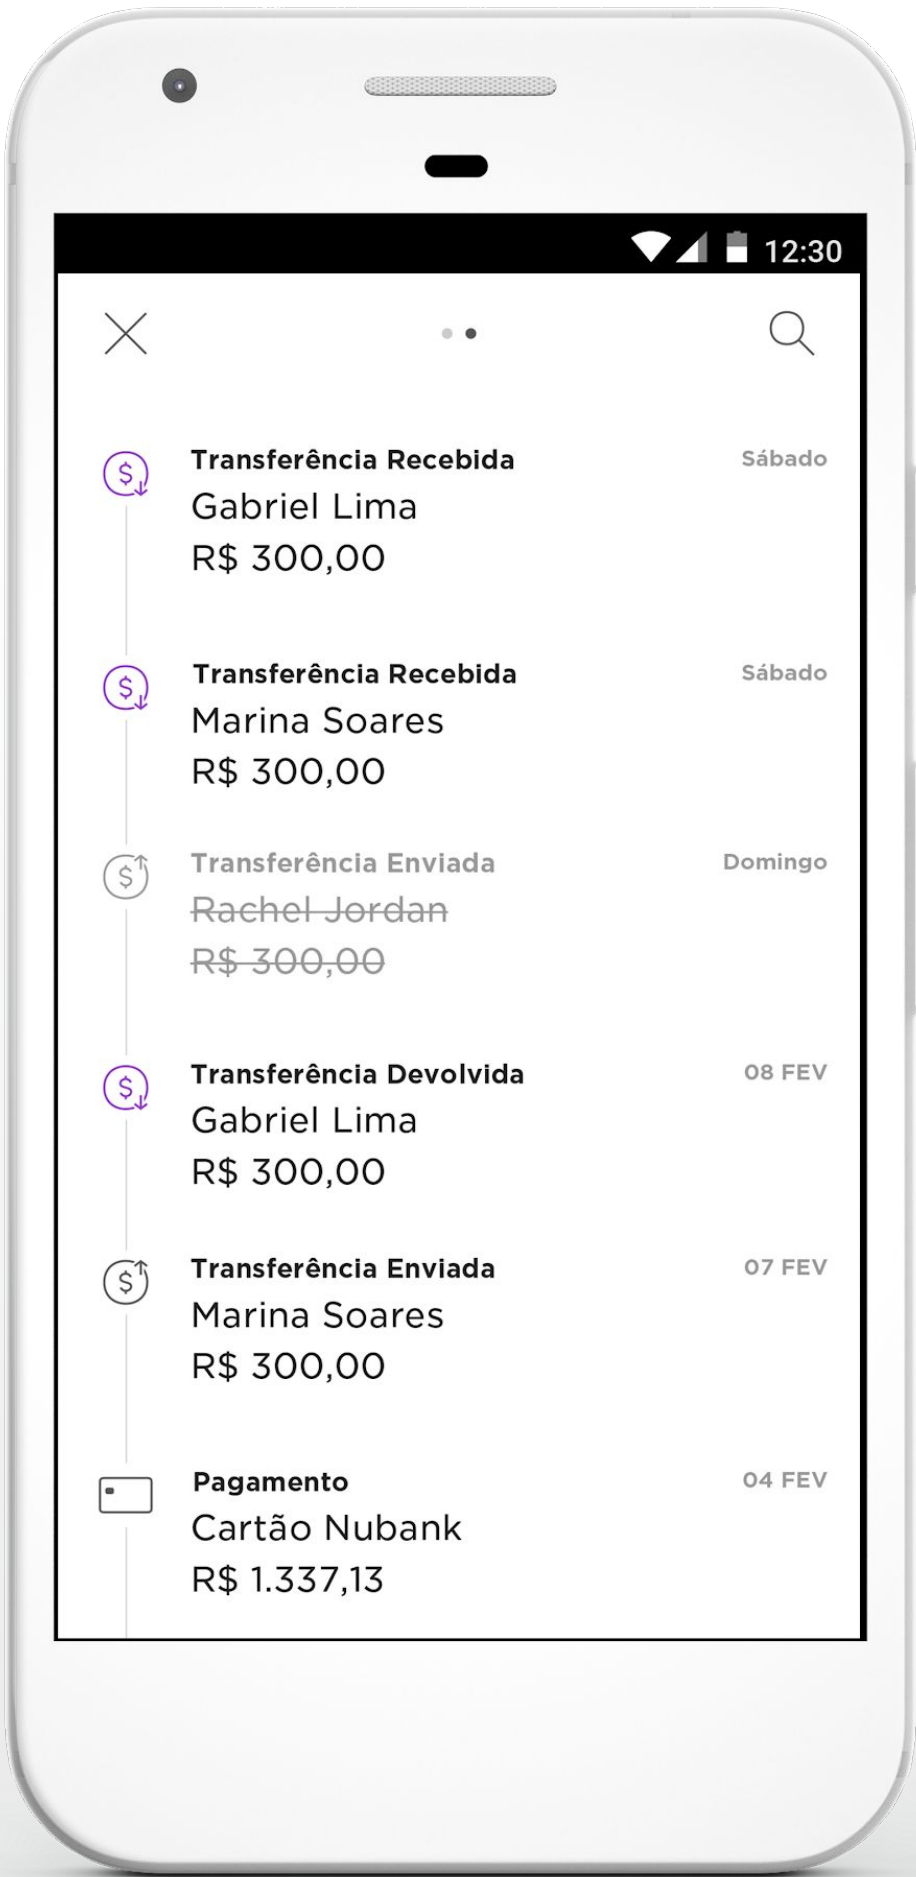 12:30
Transferência Recebida
Sábado
Gabriel Lima
R$ 300,00
Transferência Recebida
Sábado
Marina Soares
R$ 300,00
Transferência Enviada
Domingo
Rachel Jordan
R$ 300,00
Transferência Devolvida
08 FEV
Gabriel Lima
R$ 300,00
Transferência Enviada
07 FEV
Marina Soares
R$ 300,00
Pagamento
04 FEV
Cartão Nubank
R$ 1.337,13